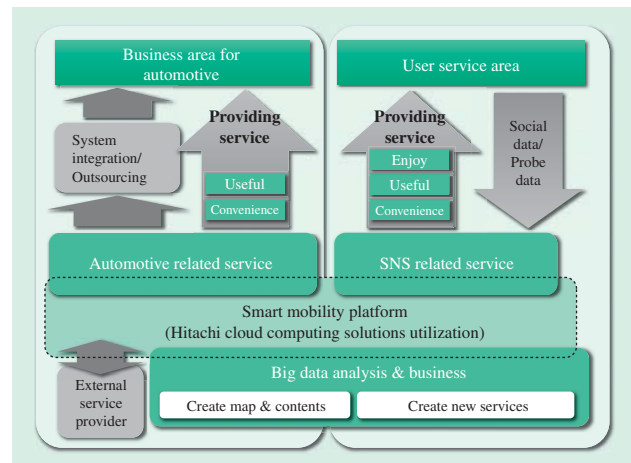 Business area for
automotive
User service area
System
integration/
Outsourcing
Providing
service
Useful
Convenience
Providing
service
Enjoy
Useful
Convenience
Social
data/
Probe
data
Automotive related service
SNS related service
Smart mobility platform
(Hitachi cloud computing solutions utilization)
External
service
provider
Big data analysis & business
Create map & contents
Create new services